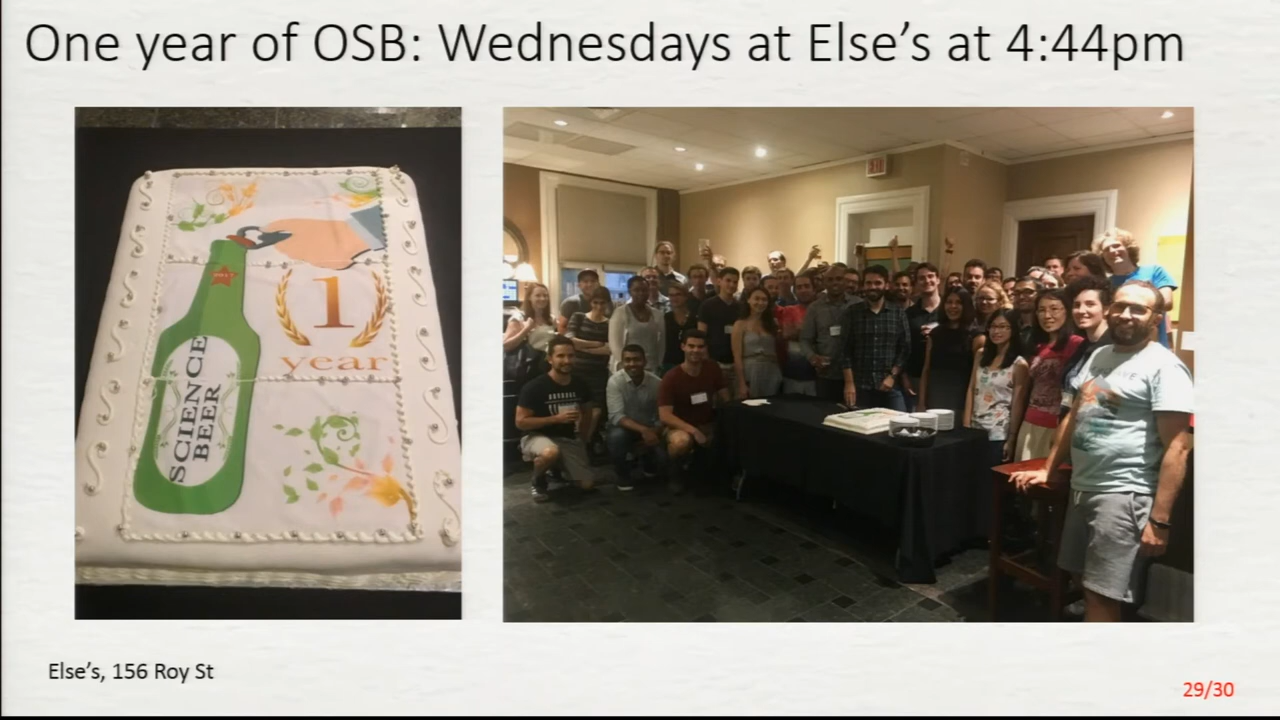 One year of OSB: Wednesdays at Else's at 4:44pm
1
year
SCIENCE
BEER
Else's, 156 Roy St
29/30